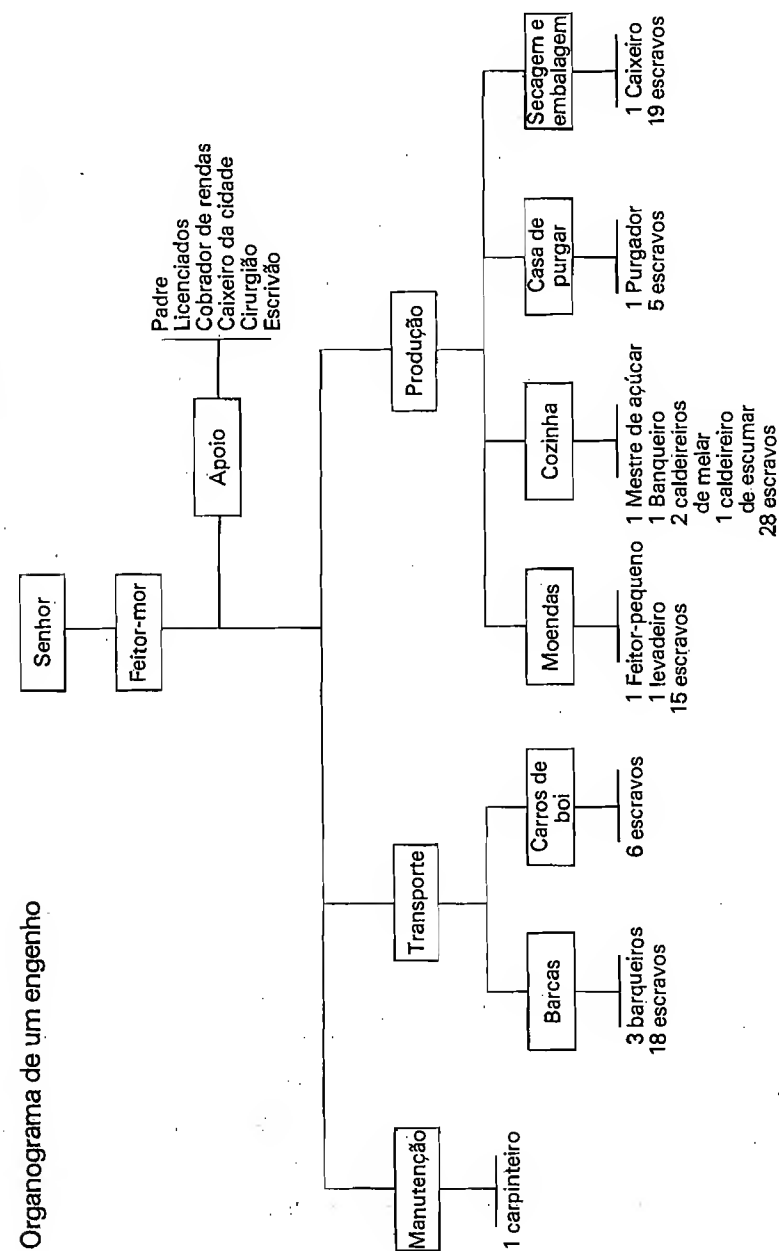 Organograma de um engenho
Senhor
Feitor-mor
Apoio
Padre
Licenciados
Cobrador de rendas
Caixeiro da cidade
Cirurgião
Escrivão
Manutenção
1 carpinteiro
Transporte
Barcas
3 barqueiros
18 escravos
Carros de
boi
6 escravos
Produção
Moendas
1 Feitor-pequeno
1 levadeiro
15 escravos
Cozinha
1 Mestre de açúcar
1 Banqueiro
2 caldeireiros
de melar
1 caldeireiro
de escumar
28 escravos
Casa de
purgar
1 Purgador
5 escravos
Secagem e
embalagem
1 Caixeiro
19 escravos